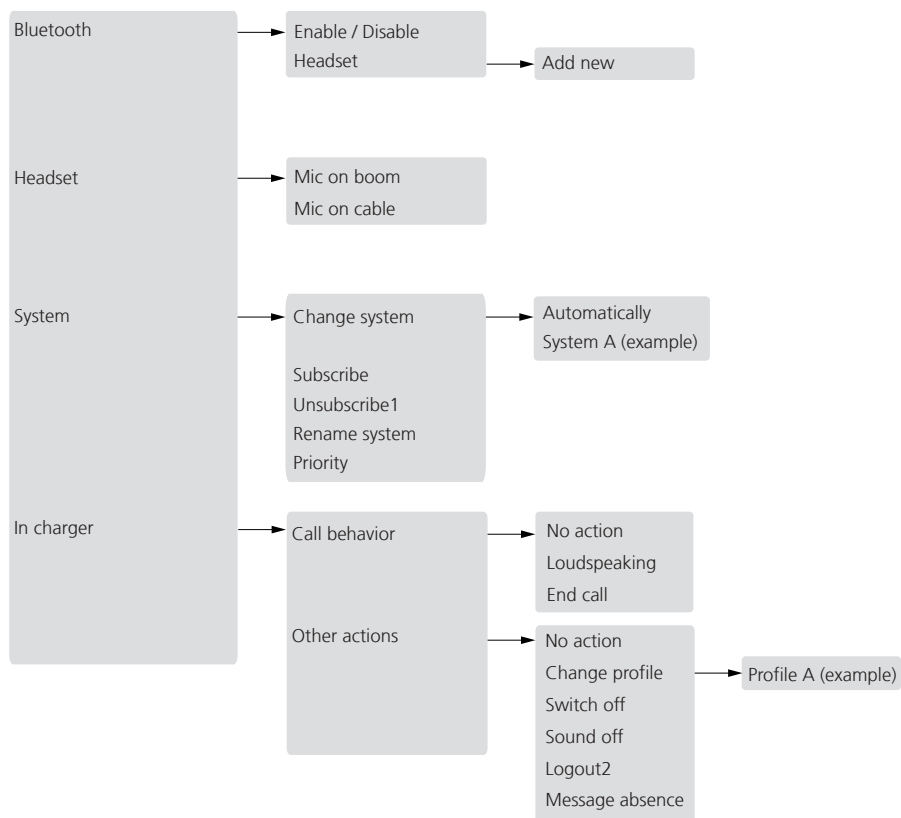 Bluetooth
Enable / Disable
Headset
Add new
Headset
Mic on boom
Mic on cable
System
Change system
Automatically
System A (example)
Subscribe
Unsubscribe1
Rename system
Priority
In charger
Call behavior
No action
Loudspeaking
End call
Other actions
No action
Change profile
Profile A (example)
Switch off
Sound off
Logout2
Message absence